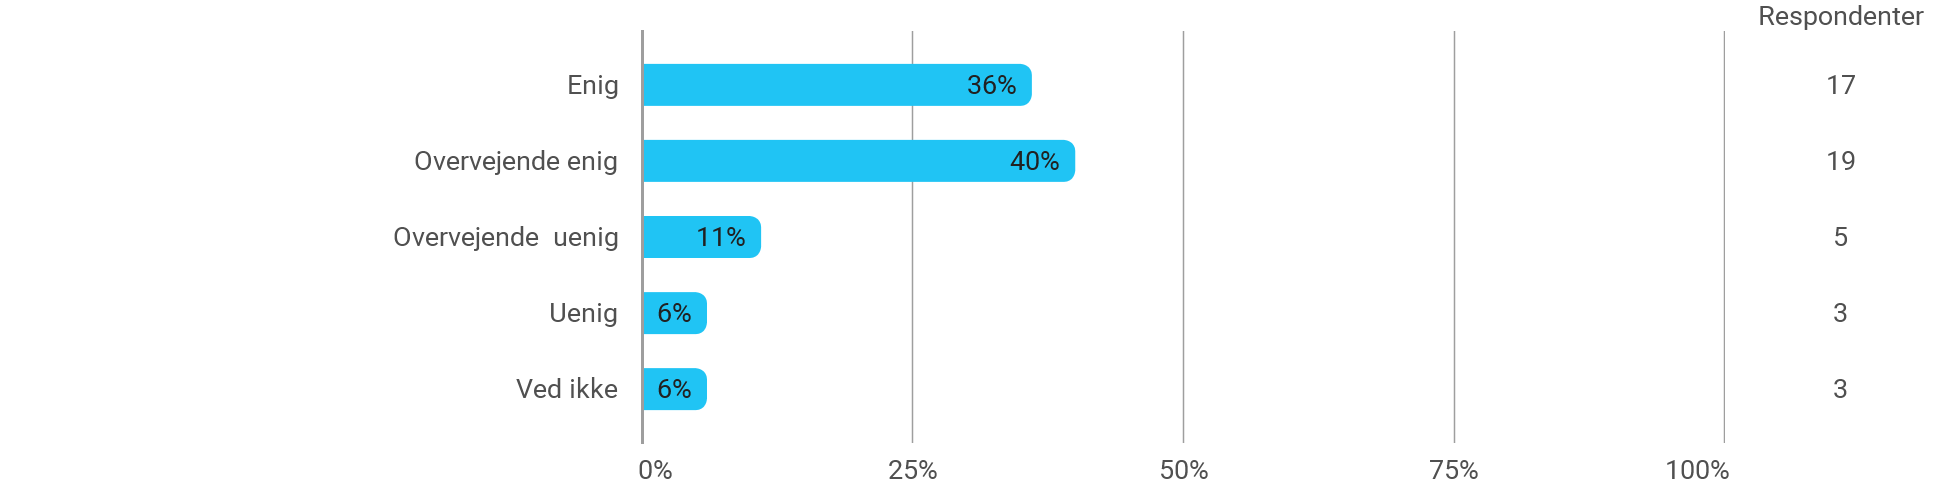 Respondenter
Enig 36% 17
Overvejende enig 40% 19
Overvejende  uenig 11% 5
Uenig 6% 3
Ved ikke 6% 3
0% 25% 50% 75% 100%